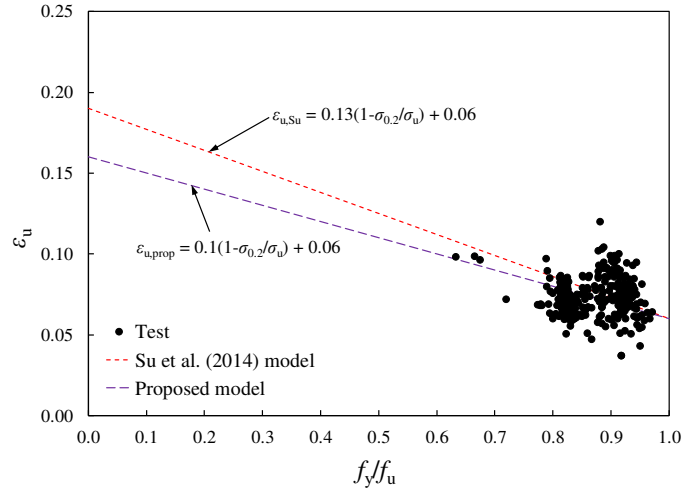 0.25
0.20
0.15
0.10
0.05
0.00
εu
εu,Su = 0.13(1-σ0.2/σu) + 0.06
εu,prop = 0.1(1-σ0.2/σu) + 0.06
Test
Su et al. (2014) model
Proposed model
0.0 0.1 0.2 0.3 0.4 0.5 0.6 0.7 0.8 0.9 1.0
fy/fu